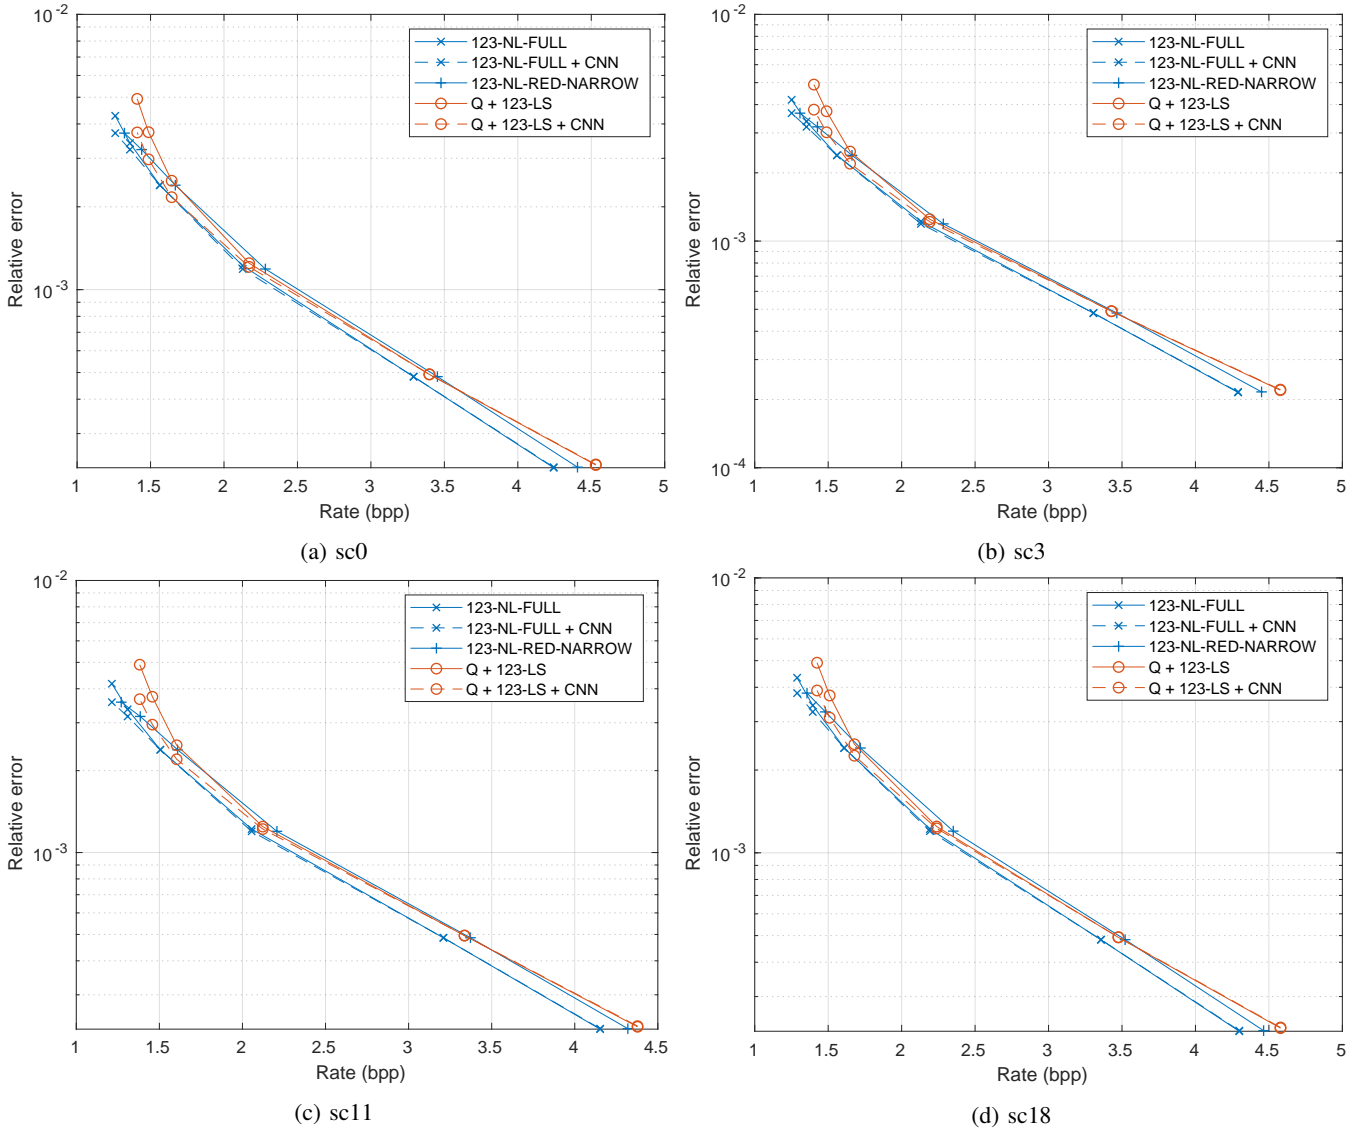 10^-2
10^-3
Relative error
1
1.5
2
2.5
3
3.5
4
4.5
5
Rate (bpp)
123-NL-FULL
123-NL-FULL + CNN
123-NL-RED-NARROW
Q + 123-LS
Q + 123-LS + CNN
(a) sc0
10^-2
10^-3
10^-4
Relative error
1
1.5
2
2.5
3
3.5
4
4.5
5
Rate (bpp)
123-NL-FULL
123-NL-FULL + CNN
123-NL-RED-NARROW
Q + 123-LS
Q + 123-LS + CNN
(b) sc3
10^-2
10^-3
Relative error
1
1.5
2
2.5
3
3.5
4
4.5
Rate (bpp)
123-NL-FULL
123-NL-FULL + CNN
123-NL-RED-NARROW
Q + 123-LS
Q + 123-LS + CNN
(c) sc11
10^-2
10^-3
Relative error
1
1.5
2
2.5
3
3.5
4
4.5
5
Rate (bpp)
123-NL-FULL
123-NL-FULL + CNN
123-NL-RED-NARROW
Q + 123-LS
Q + 123-LS + CNN
(d) sc18